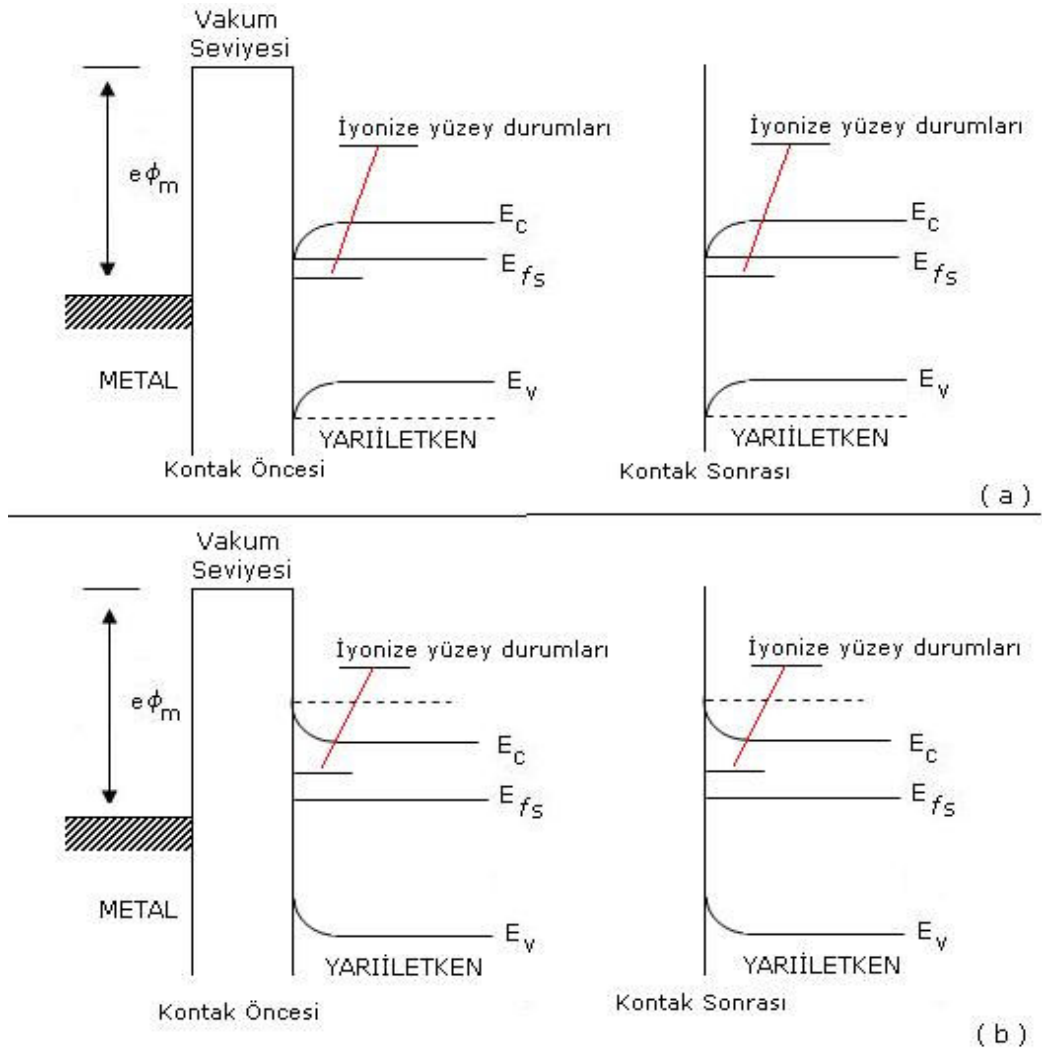 Vakum
Seviyesi
İyonize yüzey durumları
İyonize yüzey durumları
eϕm
Ec
Ec
Efs
Efs
METAL
Ev
Ev
YARIİLETKEN
YARIİLETKEN
Kontak Öncesi
Kontak Sonrası
( a )
Vakum
Seviyesi
İyonize yüzey durumları
İyonize yüzey durumları
eϕm
Ec
Ec
Efs
Efs
METAL
Ev
Ev
YARIİLETKEN
YARIİLETKEN
Kontak Öncesi
Kontak Sonrası
( b )